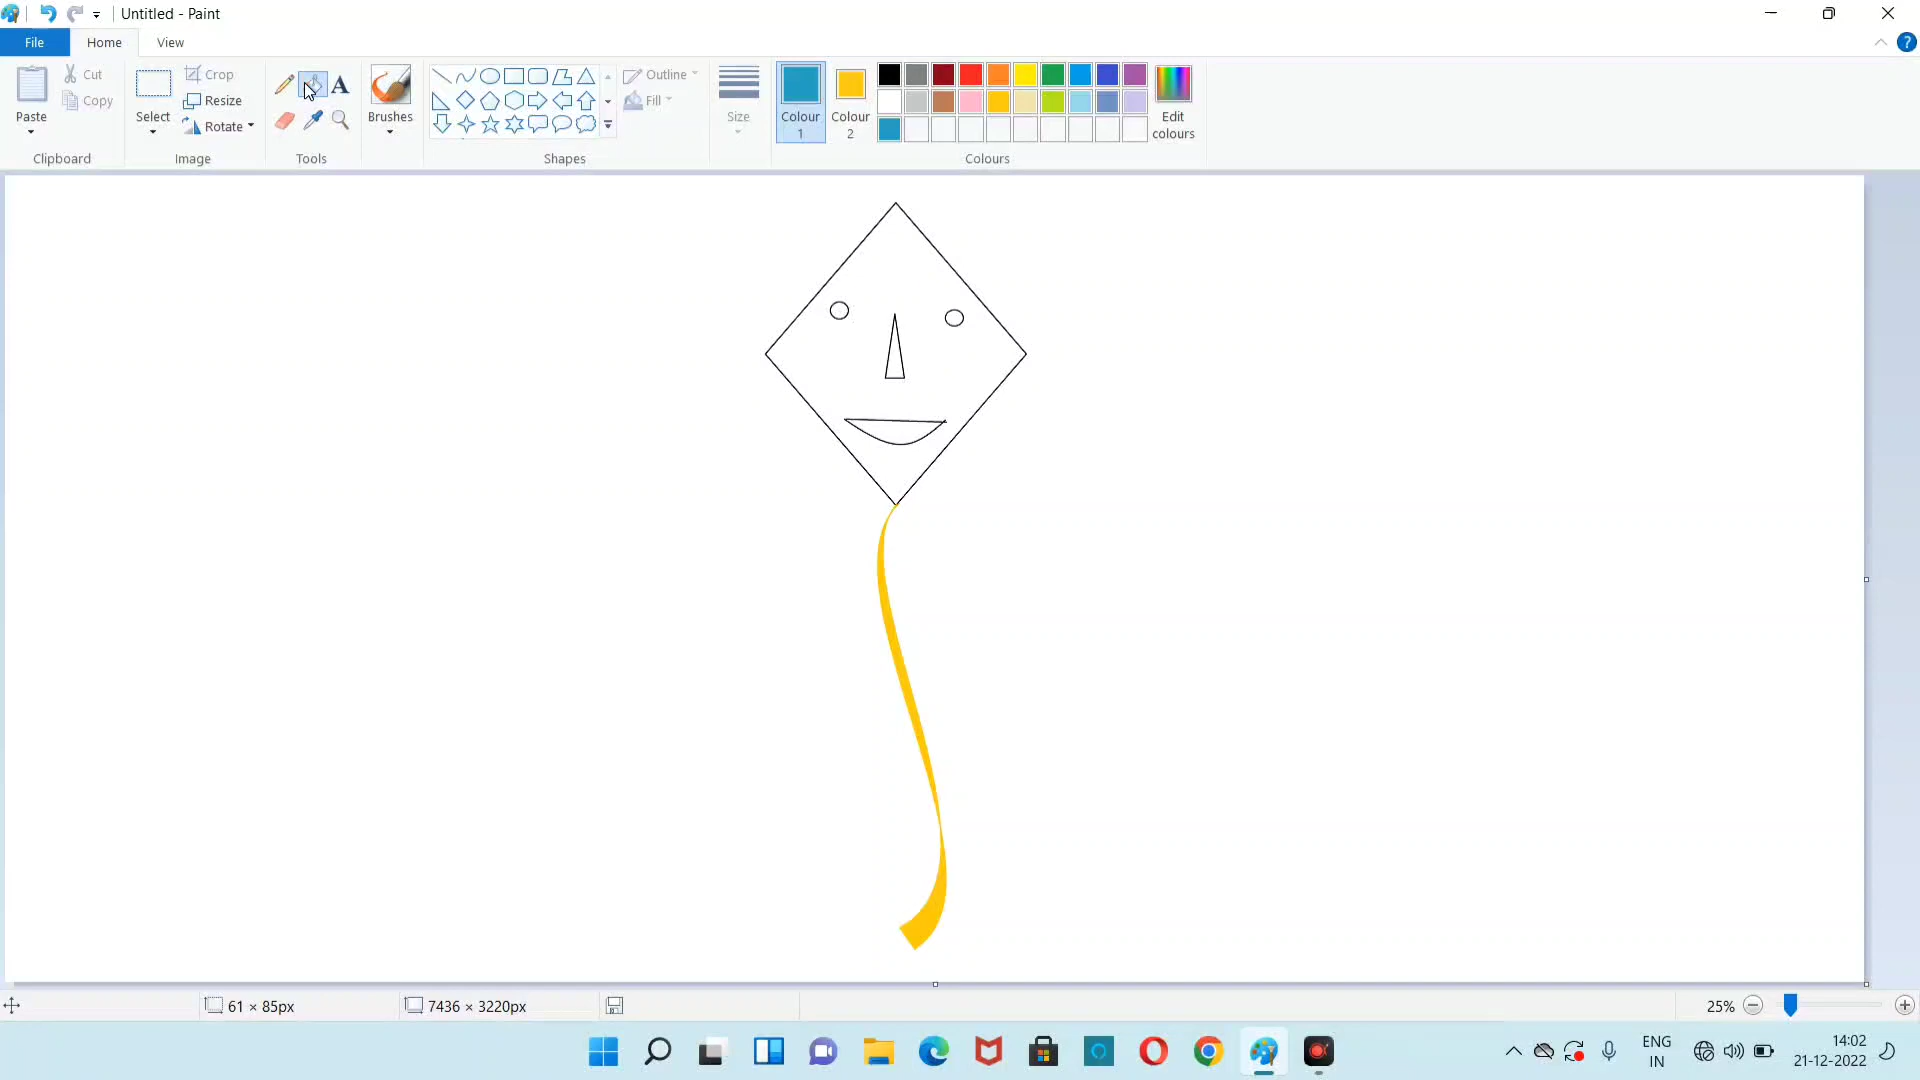 Untitled - Paint
File Home View ?
Paste
Cut
Copy
Clipboard
Select
Crop
Resize
Rotate
Image
A
Tools
Brushes
Outline
Fill
Shapes
Size
Colour 1
Colour 2
Edit colours
Colours
61 × 85px
7436 × 3220px
25%
ENG
IN
14:02
21-12-2022